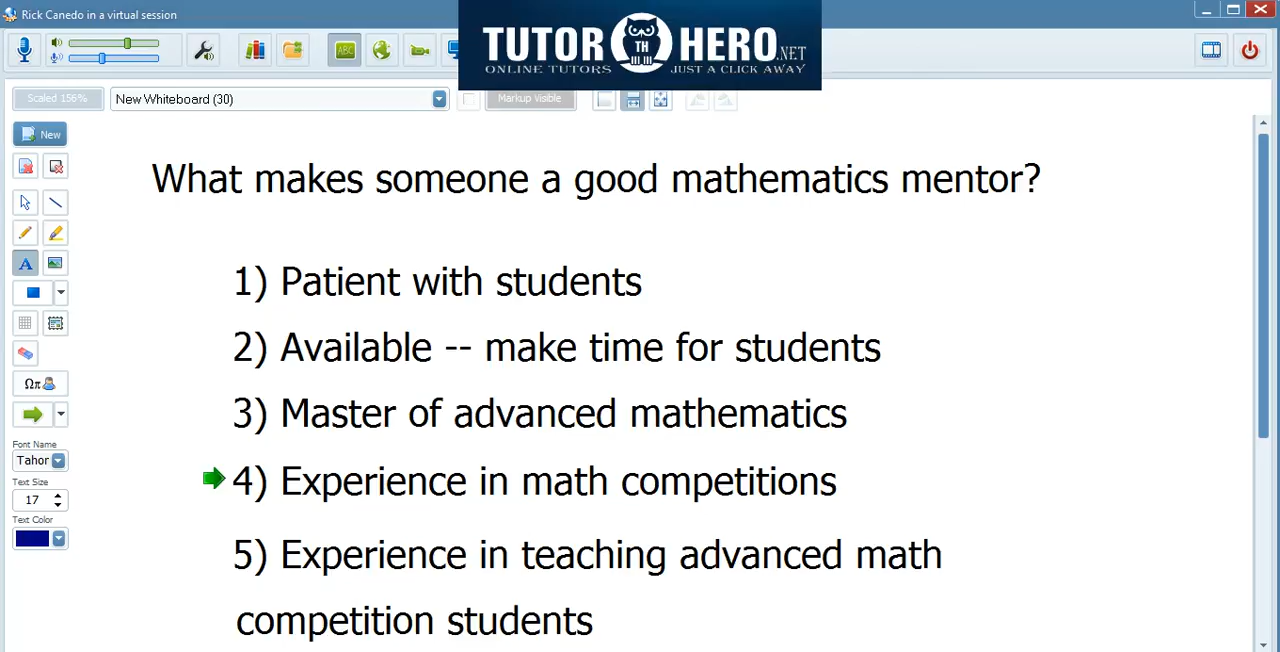 Rick Canedo in a virtual session
TUTOR TH HERO.NET
ONLINE TUTORS JUST A CLICK AWAY
ABC
Scaled 156%
New Whiteboard (30)
Markup Visible
New
What makes someone a good mathematics mentor?
1) Patient with students
2) Available -- make time for students
3) Master of advanced mathematics
4) Experience in math competitions
5) Experience in teaching advanced math
competition students
A
Ωπ
Font Name
Tahor
Text Size
17
Text Color